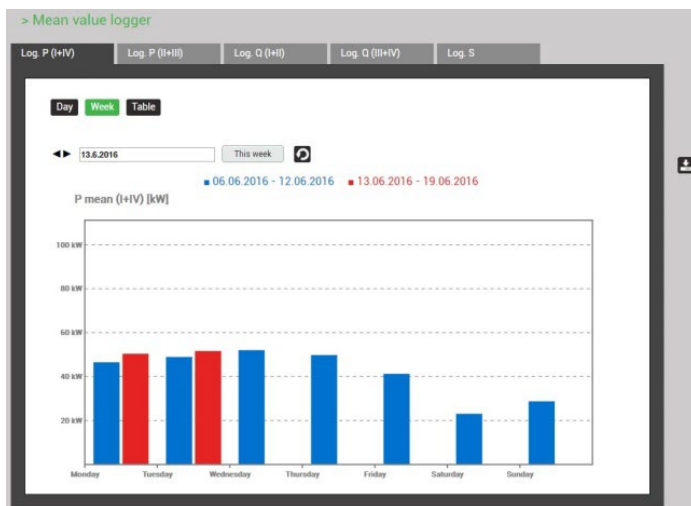 > Mean value logger
Log. P (I+IV) Log. P (II+III) Log. Q (I+II) Log. Q (III+IV) Log. S
Day Week Table
13.6.2016 This week
06.06.2016 - 12.06.2016 13.06.2016 - 19.06.2016
P mean (I+IV) [kW]
100 kW
80 kW
60 kW
40 kW
20 kW
Monday Tuesday Wednesday Thursday Friday Saturday Sunday